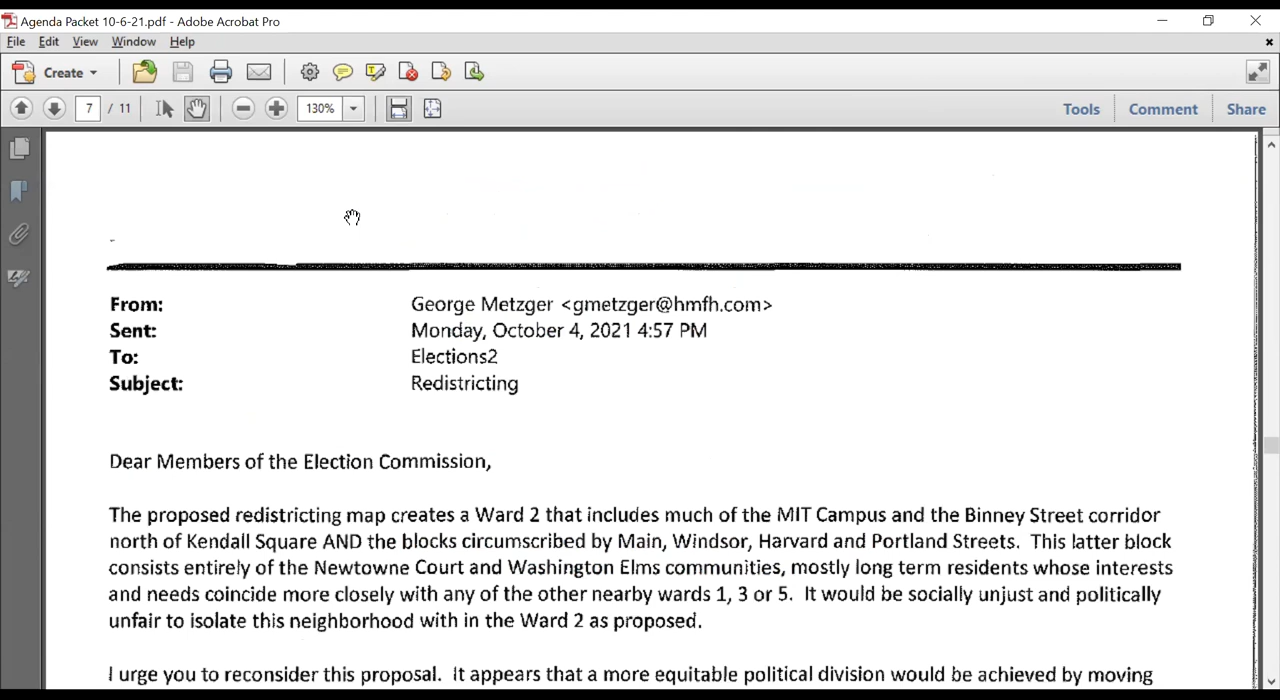 Agenda Packet 10-6-21.pdf - Adobe Acrobat Pro
File Edit View Window Help
Create
7 / 11 130% Tools Comment Share
From: George Metzger <gmetzger@hmfh.com>
Sent: Monday, October 4, 2021 4:57 PM
To: Elections2
Subject: Redistricting
Dear Members of the Election Commission,
The proposed redistricting map creates a Ward 2 that includes much of the MIT Campus and the Binney Street corridor
north of Kendall Square AND the blocks circumscribed by Main, Windsor, Harvard and Portland Streets. This latter block
consists entirely of the Newtowne Court and Washington Elms communities, mostly long term residents whose interests
and needs coincide more closely with any of the other nearby wards 1, 3 or 5. It would be socially unjust and politically
unfair to isolate this neighborhood with in the Ward 2 as proposed.
I urge you to reconsider this proposal. It appears that a more equitable political division would be achieved by moving